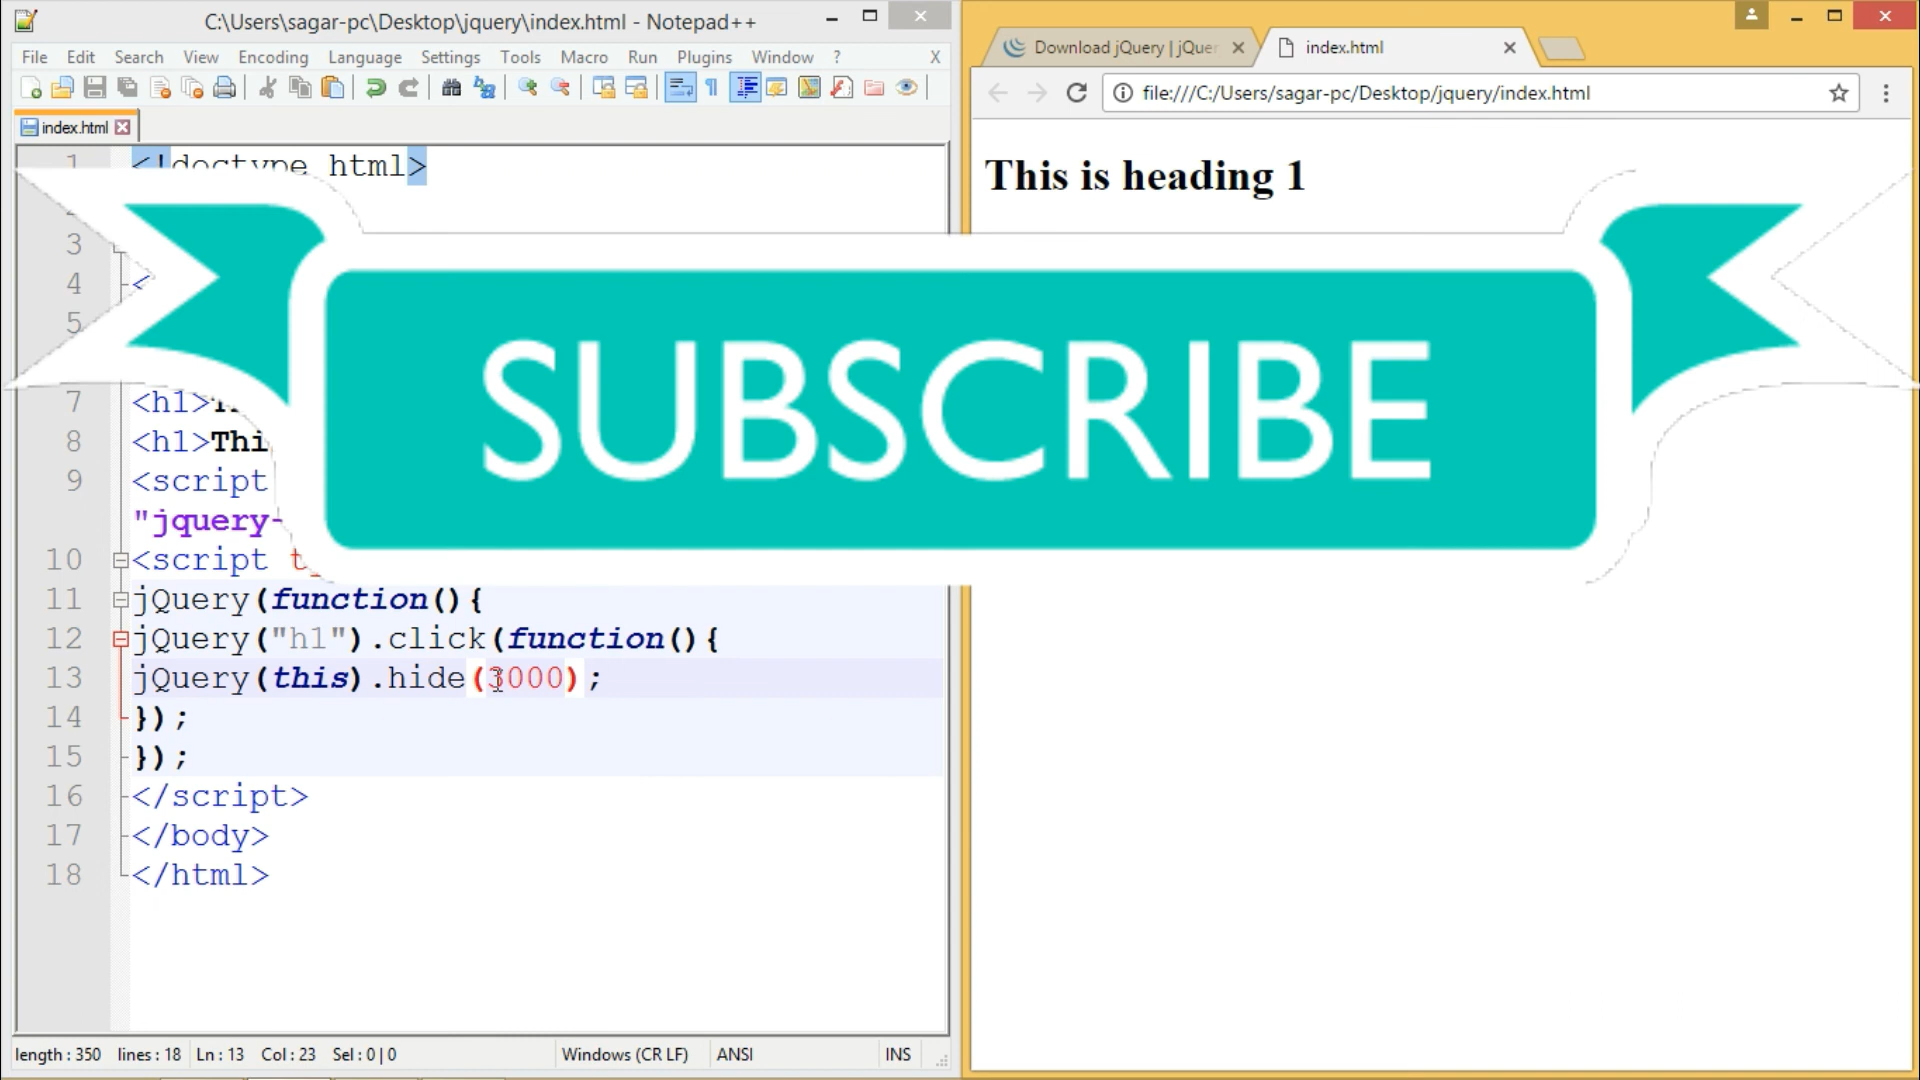 C:\Users\sagar-pc\Desktop\jquery\index.html - Notepad++
File Edit Search View Encoding Language Settings Tools Macro Run Plugins Window ? X
index.html
1 <!doctype html>
3
4 <
5
7 <h1>
8 <h1>Thi
9 <script
"jquery-
10 <script
11 jQuery(function(){
12 jQuery("h1").click(function(){
13 jQuery(this).hide(3000);
14 });
15 });
16 </script>
17 </body>
18 </html>
length : 350 lines : 18 Ln : 13 Col : 23 Sel : 0 | 0 Windows (CR LF) ANSI INS
Download jQuery | jQuer
index.html
file:///C:/Users/sagar-pc/Desktop/jquery/index.html
This is heading 1
SUBSCRIBE